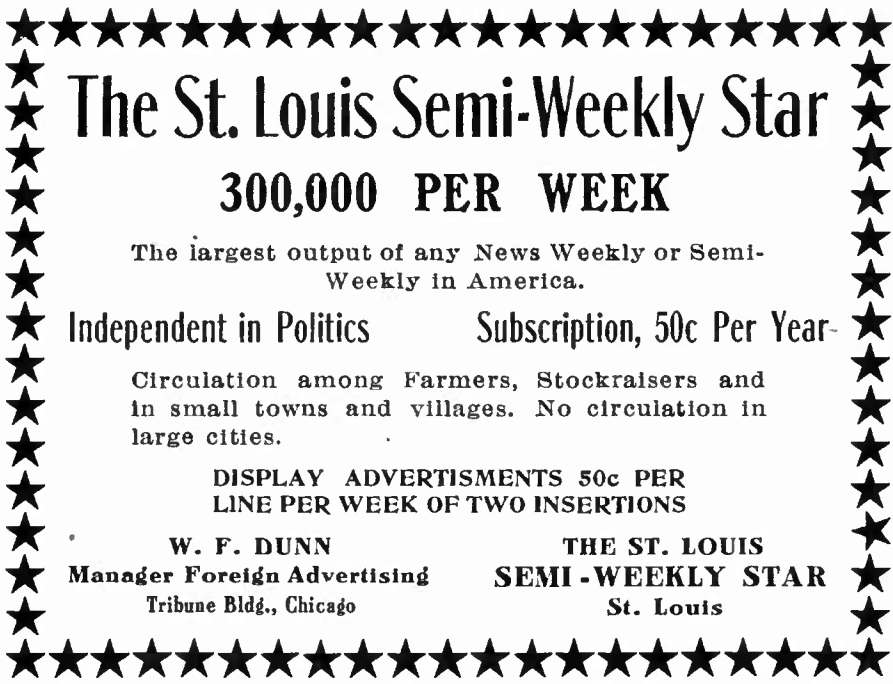 The St. Louis Semi-Weekly Star
300,000 PER WEEK
The largest output of any News Weekly or Semi-
Weekly in America.
Independent in Politics Subscription, 50c Per Year
Circulation among Farmers, Stockraisers and
in small towns and villages. No circulation in
large cities.
DISPLAY ADVERTISMENTS 50c PER
LINE PER WEEK OF TWO INSERTIONS
W. F. DUNN
Manager Foreign Advertising
Tribune Bldg., Chicago
THE ST. LOUIS
SEMI-WEEKLY STAR
St. Louis